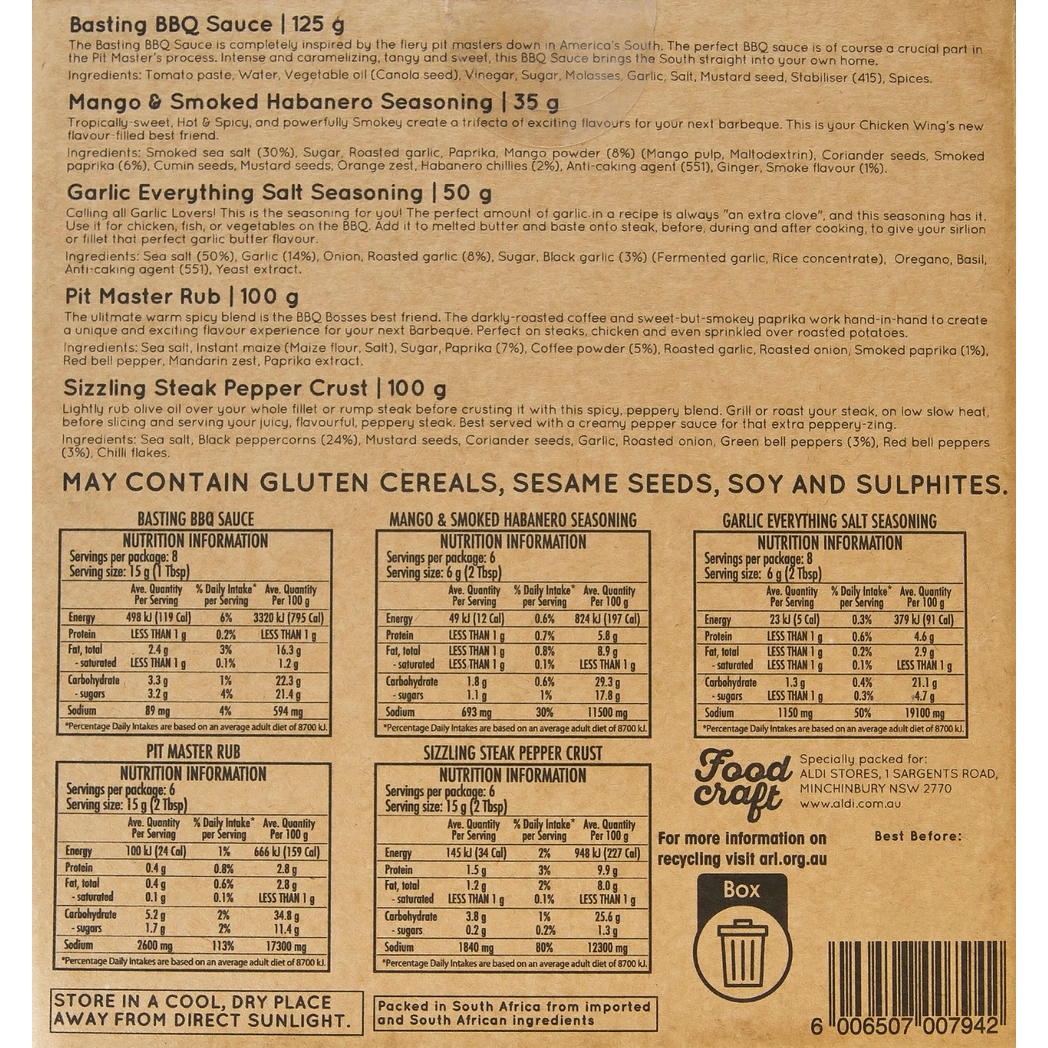 Basting BBQ Sauce | 125 g
The Basting BBQ Sauce is completely inspired by the fiery pit masters down in America's South. The perfect BBQ sauce is of course a crucial part in
the Pit Master's process. Intense and caramelizing, tangy and sweet, this BBQ Sauce brings the South straight into your own home.
Ingredients: Tomato paste, Water, Vegetable oil (Canola seed), Vinegar, Sugar, Molasses, Garlic, Salt, Mustard seed, Stabiliser (415), Spices.
Mango & Smoked Habanero Seasoning | 35 g
Tropically-sweet, Hot & Spicy, and powerfully Smokey create a trifecta of exciting flavours for your next barbeque. This is your Chicken Wing's new
flavour-filled best friend.
Ingredients: Smoked sea salt (30%), Sugar, Roasted garlic, Paprika, Mango powder (8%) (Mango pulp, Maltodextrin), Coriander seeds, Smoked
paprika (6%), Cumin seeds, Mustard seeds, Orange zest, Habanero chillies (2%), Anti-caking agent (551), Ginger, Smoke flavour (1%).
Garlic Everything Salt Seasoning | 50 g
Calling all Garlic Lovers! This is the seasoning for you! The perfect amount of garlic in a recipe is always "an extra clove", and this seasoning has it.
Use it for chicken, fish, or vegetables on the BBQ. Add it to melted butter and baste onto steak, before, during and after cooking, to give your sirlion
or fillet that perfect garlic butter flavour.
Ingredients: Sea salt (50%), Garlic (14%), Onion, Roasted garlic (8%), Sugar, Black garlic (3%) (Fermented garlic, Rice concentrate), Oregano, Basil,
Anti-caking agent (551), Yeast extract.
Pit Master Rub | 100 g
The ulitmate warm spicy blend is the BBQ Bosses best friend. The darkly-roasted coffee and sweet-but-smokey paprika work hand-in-hand to create
a unique and exciting flavour experience for your next Barbeque. Perfect on steaks, chicken and even sprinkled over roasted potatoes.
Ingredients: Sea salt, Instant maize (Maize flour, Salt), Sugar, Paprika (7%), Coffee powder (5%), Roasted garlic, Roasted onion, Smoked paprika (1%),
Red bell pepper, Mandarin zest, Paprika extract.
Sizzling Steak Pepper Crust | 100 g
Lightly rub olive oil over your whole fillet or rump steak before crusting it with this spicy, peppery blend. Grill or roast your steak, on low slow heat,
before slicing and serving your juicy, flavourful, peppery steak. Best served with a creamy pepper sauce for that extra peppery-zing.
Ingredients: Sea salt, Black peppercorns (24%), Mustard seeds, Coriander seeds, Garlic, Roasted onion, Green bell peppers (3%), Red bell peppers
(3%), Chilli flakes.
MAY CONTAIN GLUTEN CEREALS, SESAME SEEDS, SOY AND SULPHITES.
BASTING BBQ SAUCE
NUTRITION INFORMATION
Servings per package: 8
Serving size: 15 g (1 Tbsp)
Ave. Quantity % Daily Intake* Ave. Quantity
Per Serving per Serving Per 100 g
Energy 498 kJ (119 Cal) 6% 3320 kJ (795 Cal)
Protein LESS THAN 1 g 0.2% LESS THAN 1 g
Fat, total 2.4 g 3% 16.3 g
- saturated LESS THAN 1 g 0.1% 1.2 g
Carbohydrate 3.3 g 1% 22.3 g
- sugars 3.2 g 4% 21.4 g
Sodium 89 mg 4% 594 mg
*Percentage Daily Intakes are based on an average adult diet of 8700 kJ.
MANGO & SMOKED HABANERO SEASONING
NUTRITION INFORMATION
Servings per package: 6
Serving size: 6 g (2 Tbsp)
Ave. Quantity % Daily Intake* Ave. Quantity
Per Serving per Serving Per 100 g
Energy 49 kJ (12 Cal) 0.6% 824 kJ (197 Cal)
Protein LESS THAN 1 g 0.7% 5.8 g
Fat, total LESS THAN 1 g 0.8% 8.9 g
- saturated LESS THAN 1 g 0.1% LESS THAN 1 g
Carbohydrate 1.8 g 0.6% 29.3 g
- sugars 1.1 g 1% 17.8 g
Sodium 693 mg 30% 11500 mg
*Percentage Daily Intakes are based on an average adult diet of 8700 kJ.
GARLIC EVERYTHING SALT SEASONING
NUTRITION INFORMATION
Servings per package: 8
Serving size: 6 g (2 Tbsp)
Ave. Quantity % Daily Intake* Ave. Quantity
Per Serving per Serving Per 100 g
Energy 23 kJ (5 Cal) 0.3% 379 kJ (91 Cal)
Protein LESS THAN 1 g 0.6% 4.6 g
Fat, total LESS THAN 1 g 0.2% 2.9 g
- saturated LESS THAN 1 g 0.1% LESS THAN 1 g
Carbohydrate 1.3 g 0.4% 21.1 g
- sugars LESS THAN 1 g 0.3% 4.7 g
Sodium 1150 mg 50% 19100 mg
*Percentage Daily Intakes are based on an average adult diet of 8700 kJ.
PIT MASTER RUB
NUTRITION INFORMATION
Servings per package: 6
Serving size: 15 g (2 Tbsp)
Ave. Quantity % Daily Intake* Ave. Quantity
Per Serving per Serving Per 100 g
Energy 100 kJ (24 Cal) 1% 666 kJ (159 Cal)
Protein 0.4 g 0.8% 2.8 g
Fat, total 0.4 g 0.6% 2.8 g
- saturated 0.1 g 0.1% LESS THAN 1 g
Carbohydrate 5.2 g 2% 34.8 g
- sugars 1.7 g 2% 11.4 g
Sodium 2600 mg 113% 17300 mg
*Percentage Daily Intakes are based on an average adult diet of 8700 kJ.
SIZZLING STEAK PEPPER CRUST
NUTRITION INFORMATION
Servings per package: 6
Serving size: 15 g (2 Tbsp)
Ave. Quantity % Daily Intake* Ave. Quantity
Per Serving per Serving Per 100 g
Energy 145 kJ (34 Cal) 2% 948 kJ (227 Cal)
Protein 1.5 g 3% 9.9 g
Fat, total 1.2 g 2% 8.0 g
- saturated LESS THAN 1 g 0.1% LESS THAN 1 g
Carbohydrate 3.8 g 1% 25.6 g
- sugars 0.2 g 0.2% 1.3 g
Sodium 1840 mg 80% 12300 mg
*Percentage Daily Intakes are based on an average adult diet of 8700 kJ.
Food
craft
Specially packed for:
ALDI STORES, 1 SARGENTS ROAD,
MINCHINBURY NSW 2770
www.aldi.com.au
For more information on
recycling visit arl.org.au
Best Before:
Box
STORE IN A COOL, DRY PLACE
AWAY FROM DIRECT SUNLIGHT.
Packed in South Africa from imported
and South African ingredients
6 006507 007942